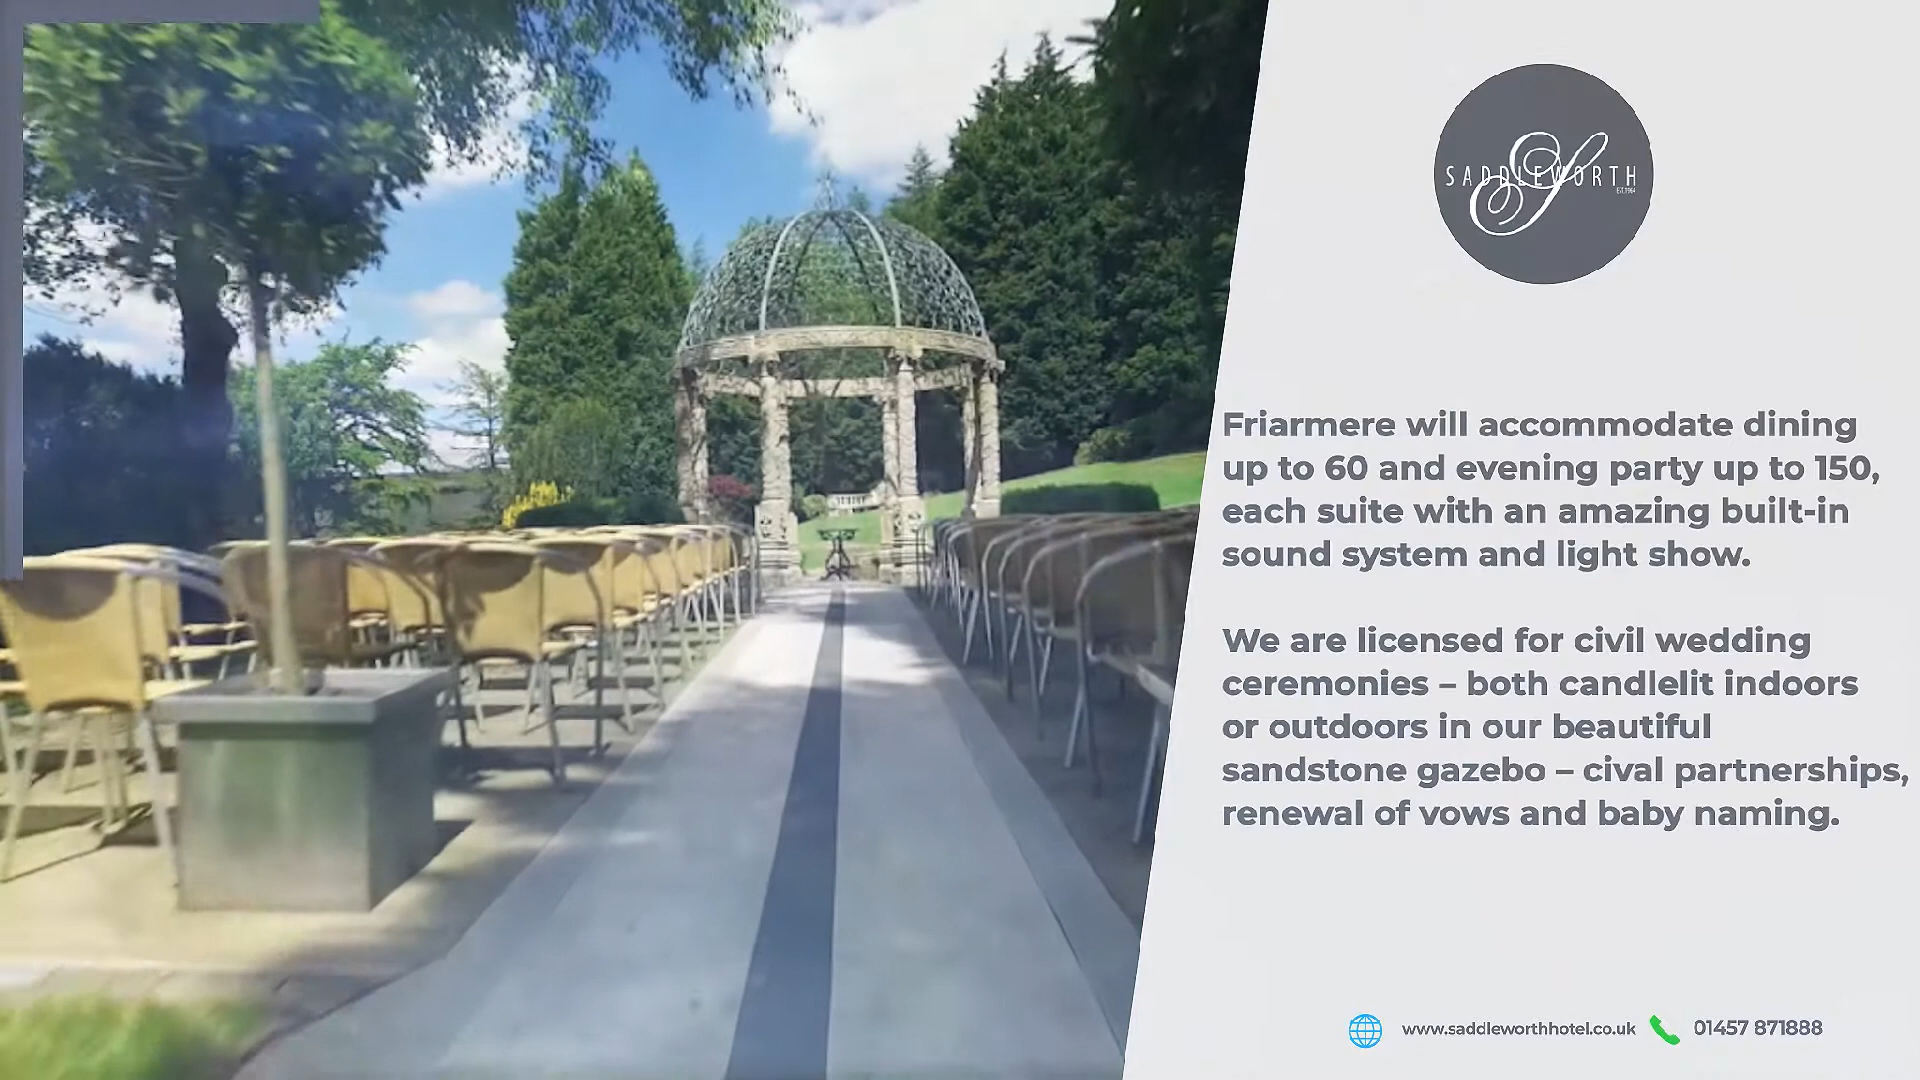 SADDLEWORTH
EST.1964
Friarmere will accommodate dining
up to 60 and evening party up to 150,
each suite with an amazing built-in
sound system and light show.
We are licensed for civil wedding
ceremonies – both candlelit indoors
or outdoors in our beautiful
sandstone gazebo – cival partnerships,
renewal of vows and baby naming.
www.saddleworthhotel.co.uk 01457 871888